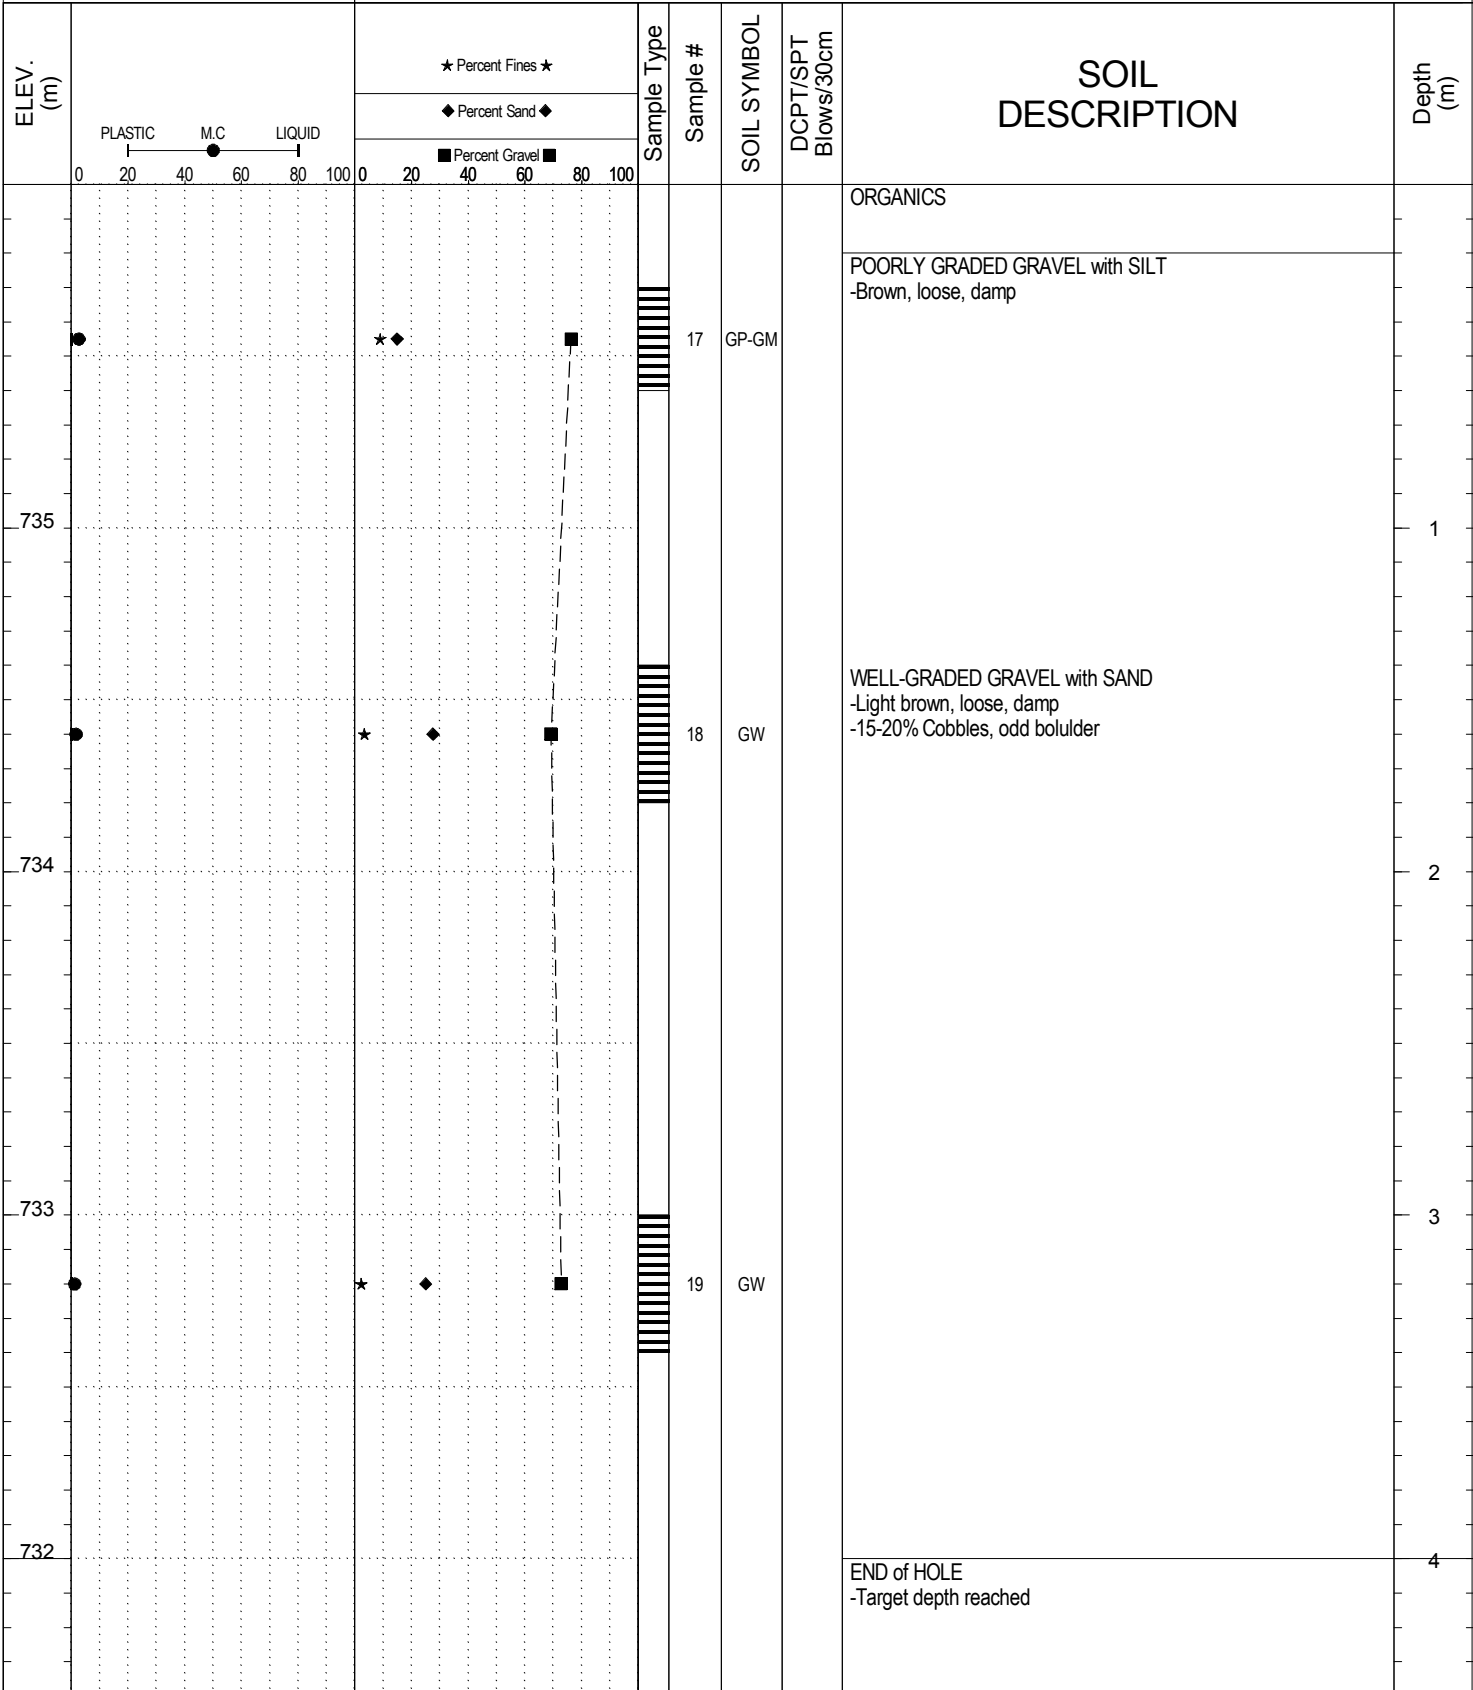 ELEV.
(m)
PLASTIC M.C LIQUID
0 20 40 60 80 100
★ Percent Fines ★
◆ Percent Sand ◆
■ Percent Gravel ■
0 20 40 60 80 100
Sample Type
Sample #
SOIL SYMBOL
DCPT/SPT
Blows/30cm
SOIL
DESCRIPTION
Depth
(m)
ORGANICS
POORLY GRADED GRAVEL with SILT
-Brown, loose, damp
17 GP-GM
735 1
WELL-GRADED GRAVEL with SAND
-Light brown, loose, damp
-15-20% Cobbles, odd bolulder
18 GW
734 2
733 3
19 GW
732 4
END of HOLE
-Target depth reached